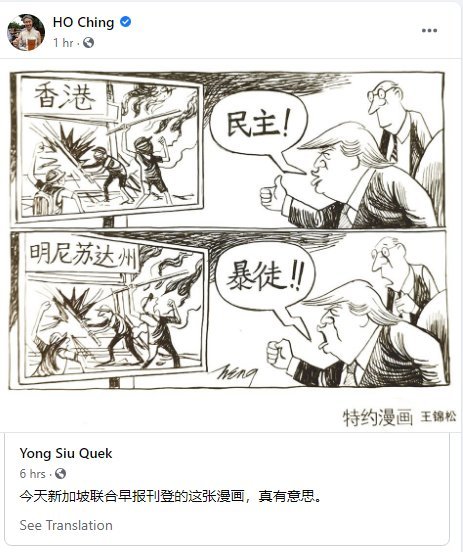 HO Ching
1 hr ·
香港
民主!
明尼苏达州
暴徒!!
heng
特约漫画 王锦松
Yong Siu Quek
6 hrs ·
今天新加坡联合早报刊登的这张漫画，真有意思。
See Translation